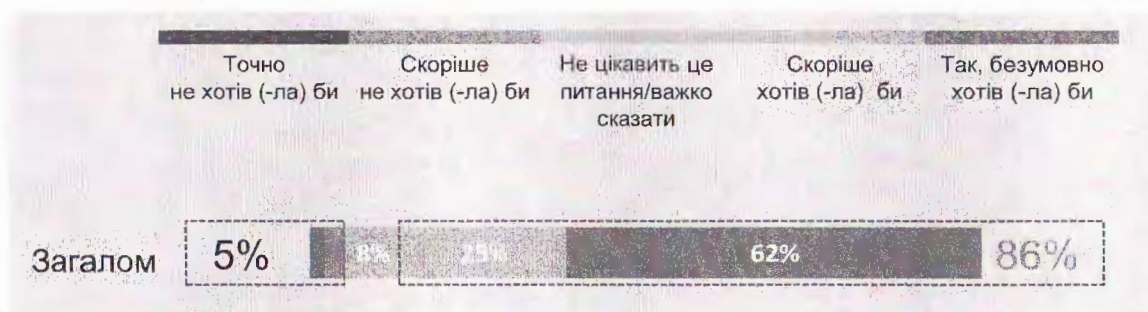 Точно
не хотів (-ла) би
Скоріше
не хотів (-ла) би
Не цікавить це
питання/важко
сказати
Скоріше
хотів (-ла) би
Так, безумовно
хотів (-ла) би
Загалом
5%
8%
25%
62%
86%